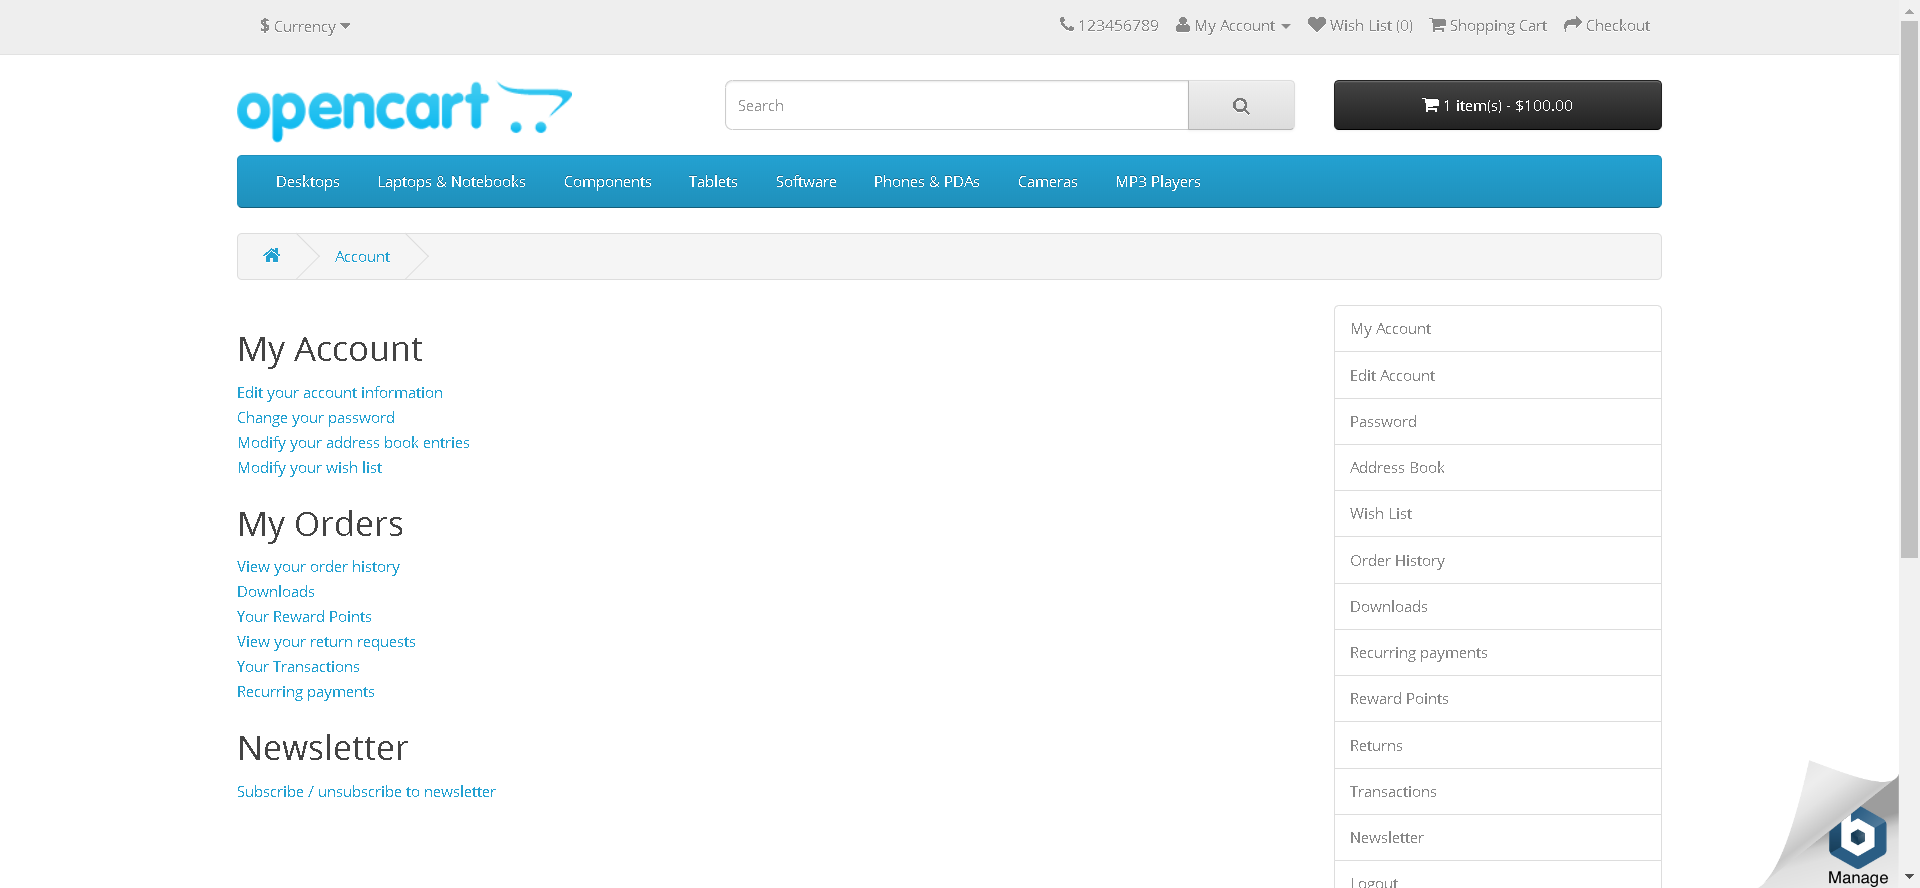 $ Currency
123456789 My Account Wish List (0) Shopping Cart Checkout
opencart
Search
1 item(s) - $100.00
Desktops Laptops & Notebooks Components Tablets Software Phones & PDAs Cameras MP3 Players
Account
My Account
Edit your account information
Change your password
Modify your address book entries
Modify your wish list
My Orders
View your order history
Downloads
Your Reward Points
View your return requests
Your Transactions
Recurring payments
Newsletter
Subscribe / unsubscribe to newsletter
My Account
Edit Account
Password
Address Book
Wish List
Order History
Downloads
Recurring payments
Reward Points
Returns
Transactions
Newsletter
Logout
b
Manage